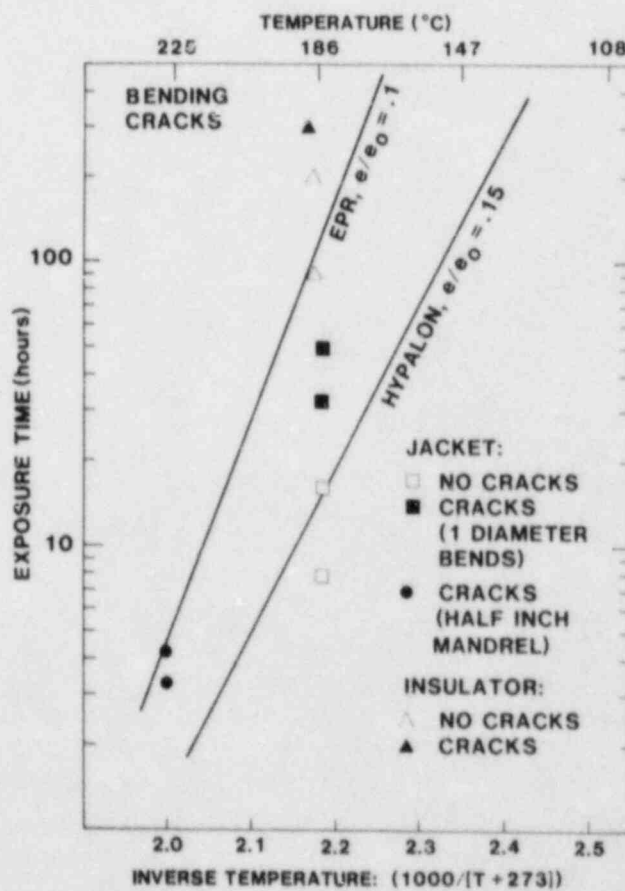 TEMPERATURE (°C)
225 186 147 108
BENDING
CRACKS
EPR, e/e₀ = .1
HYPALON, e/e₀ = .15
100
10
EXPOSURE TIME (hours)
JACKET:
□ NO CRACKS
■ CRACKS
(1 DIAMETER
BENDS)
● CRACKS
(HALF INCH
MANDREL)
INSULATOR:
△ NO CRACKS
▲ CRACKS
2.0 2.1 2.2 2.3 2.4 2.5
INVERSE TEMPERATURE: (1000/[T + 273])